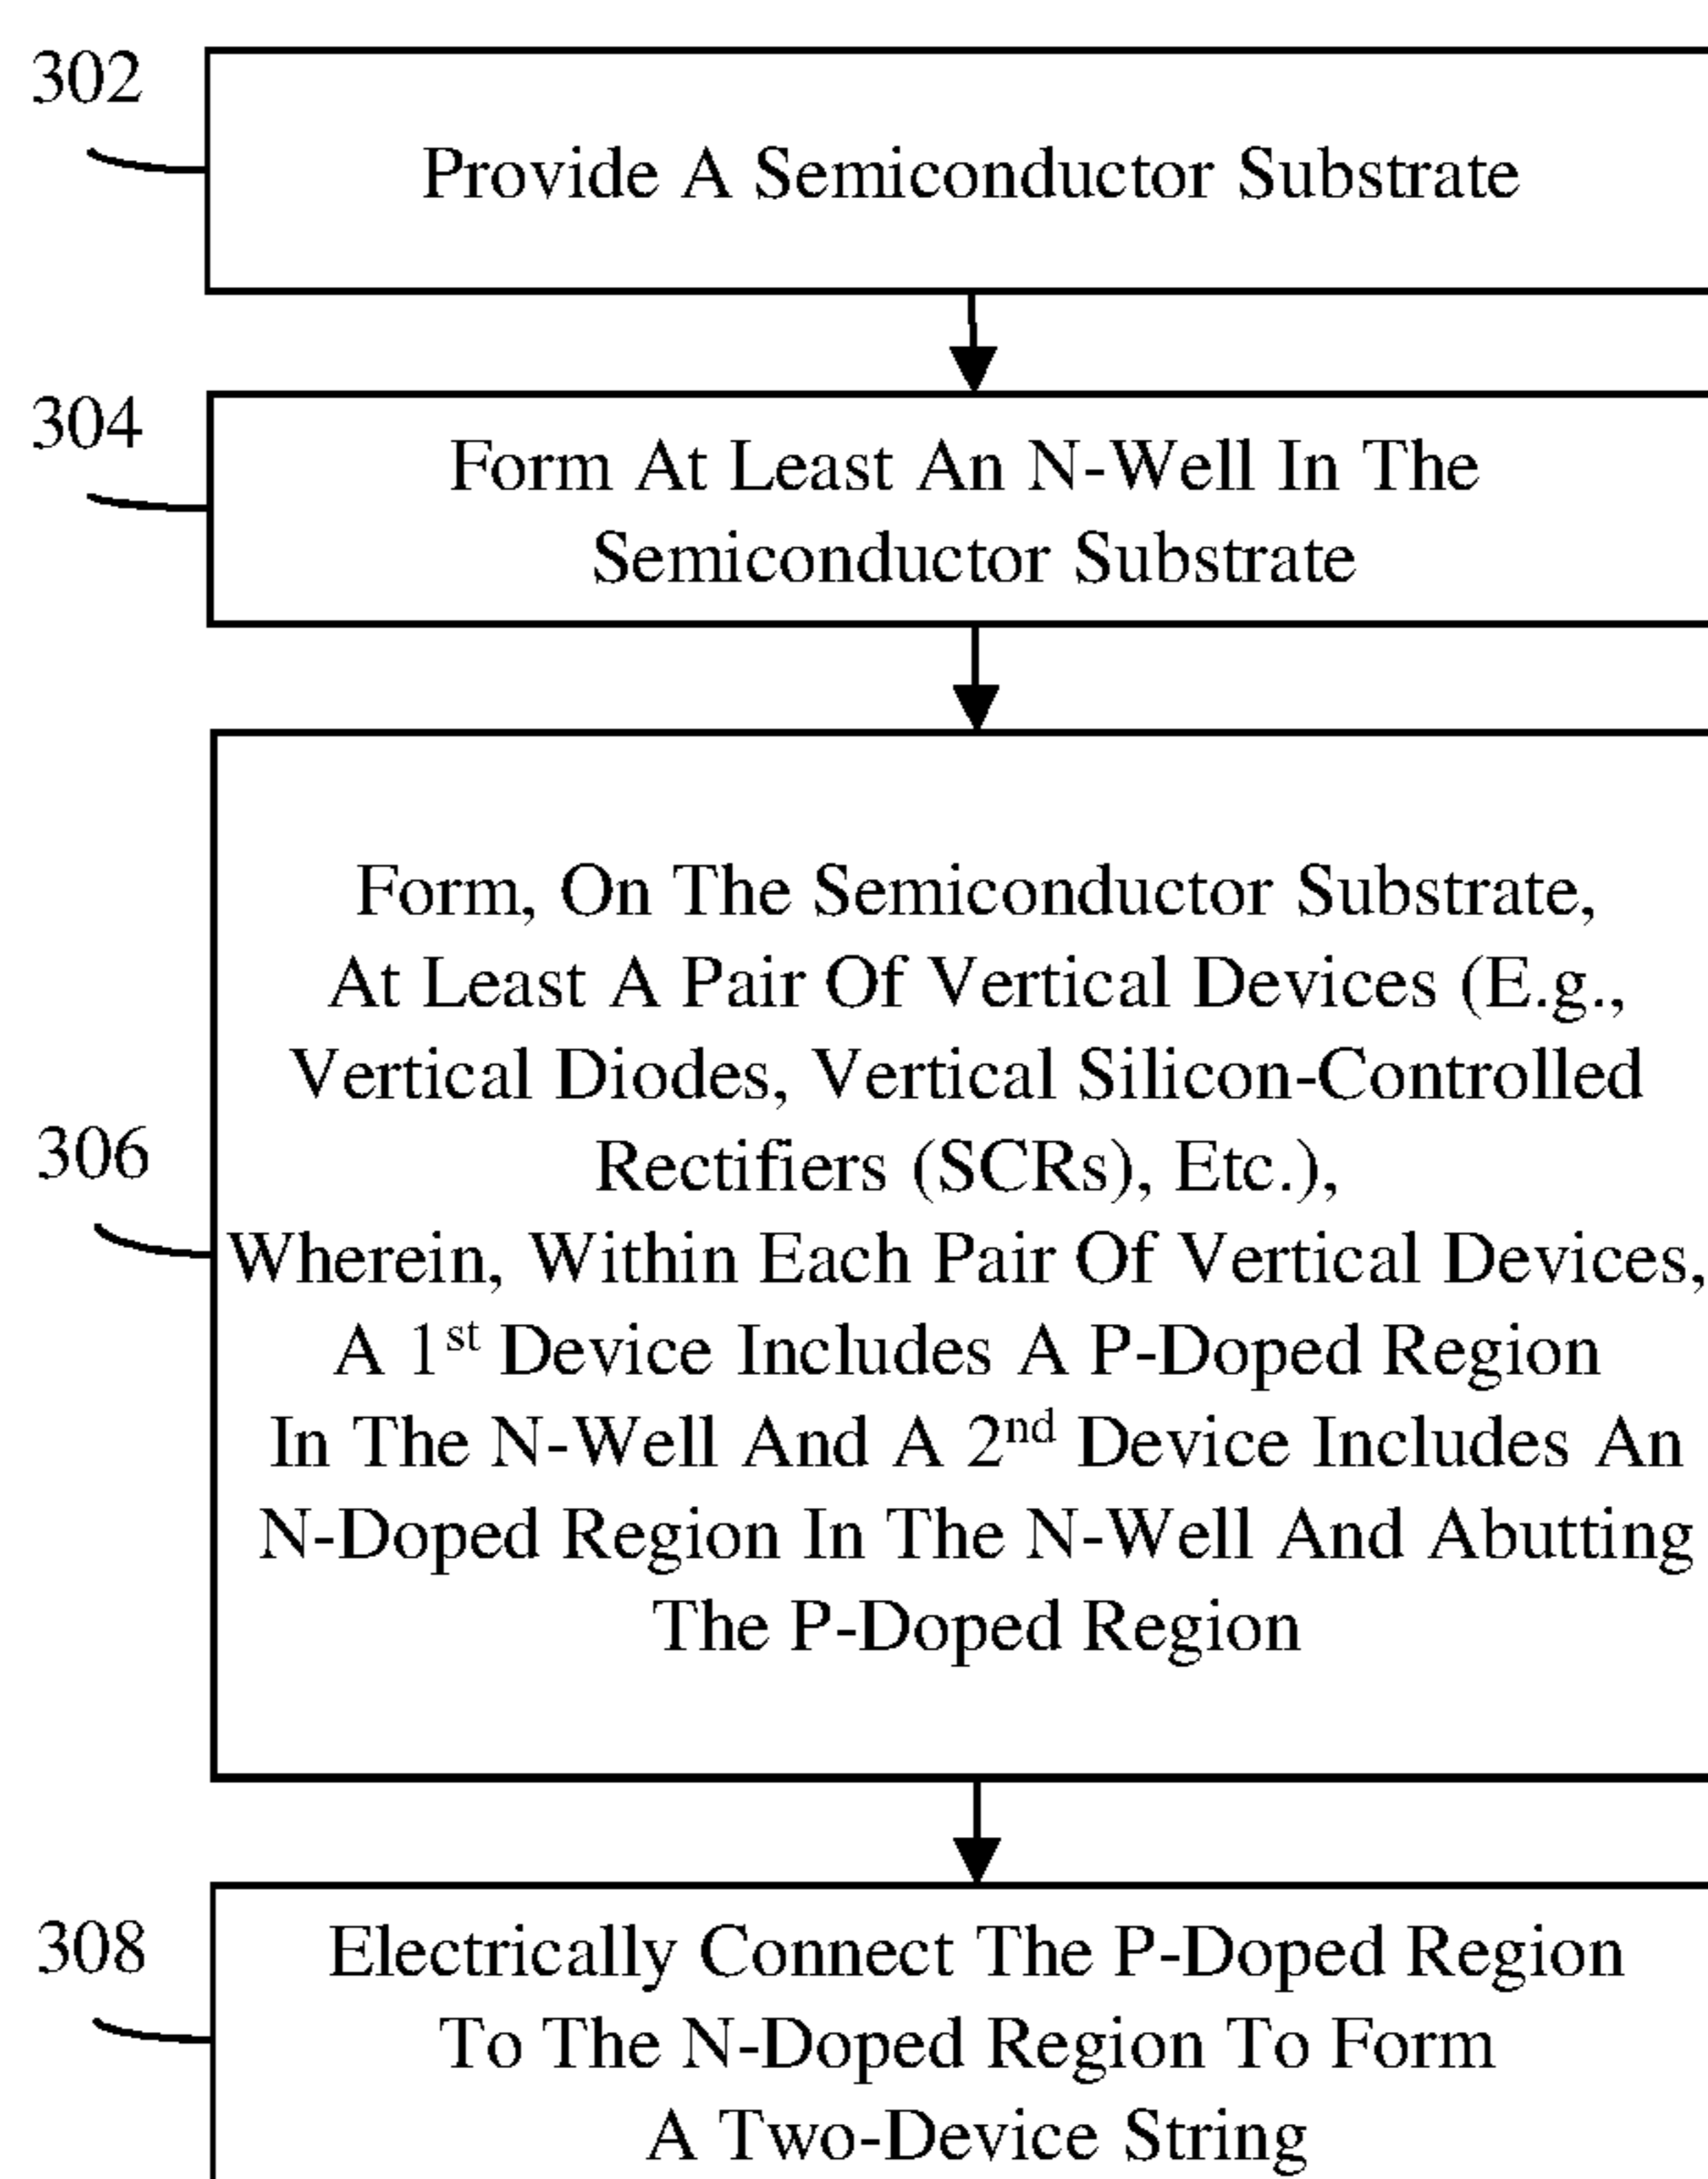 302
Provide A Semiconductor Substrate
304
Form At Least An N-Well In The
Semiconductor Substrate
306
Form, On The Semiconductor Substrate,
At Least A Pair Of Vertical Devices (E.g.,
Vertical Diodes, Vertical Silicon-Controlled
Rectifiers (SCRs), Etc.),
Wherein, Within Each Pair Of Vertical Devices,
A 1st Device Includes A P-Doped Region
In The N-Well And A 2nd Device Includes An
N-Doped Region In The N-Well And Abutting
The P-Doped Region
308
Electrically Connect The P-Doped Region
To The N-Doped Region To Form
A Two-Device String